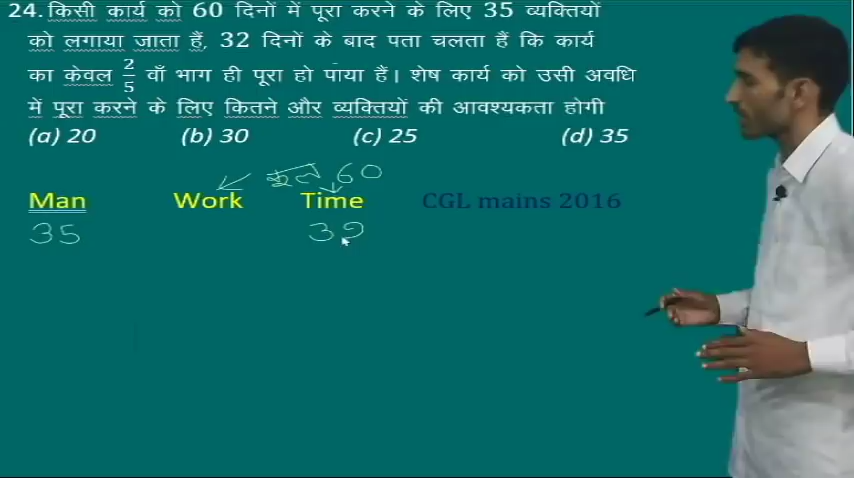 24. किसी कार्य को 60 दिनों में पूरा करने के लिए 35 व्यक्तियों
को लगाया जाता हैं, 32 दिनों के बाद पता चलता हैं कि कार्य
का केवल 2/5 वाँ भाग ही पूरा हो पाया हैं। शेष कार्य को उसी अवधि
में पूरा करने के लिए कितने और व्यक्तियों की आवश्यकता होगी
(a) 20 (b) 30 (c) 25 (d) 35
कुल 60
Man Work Time CGL mains 2016
35 32